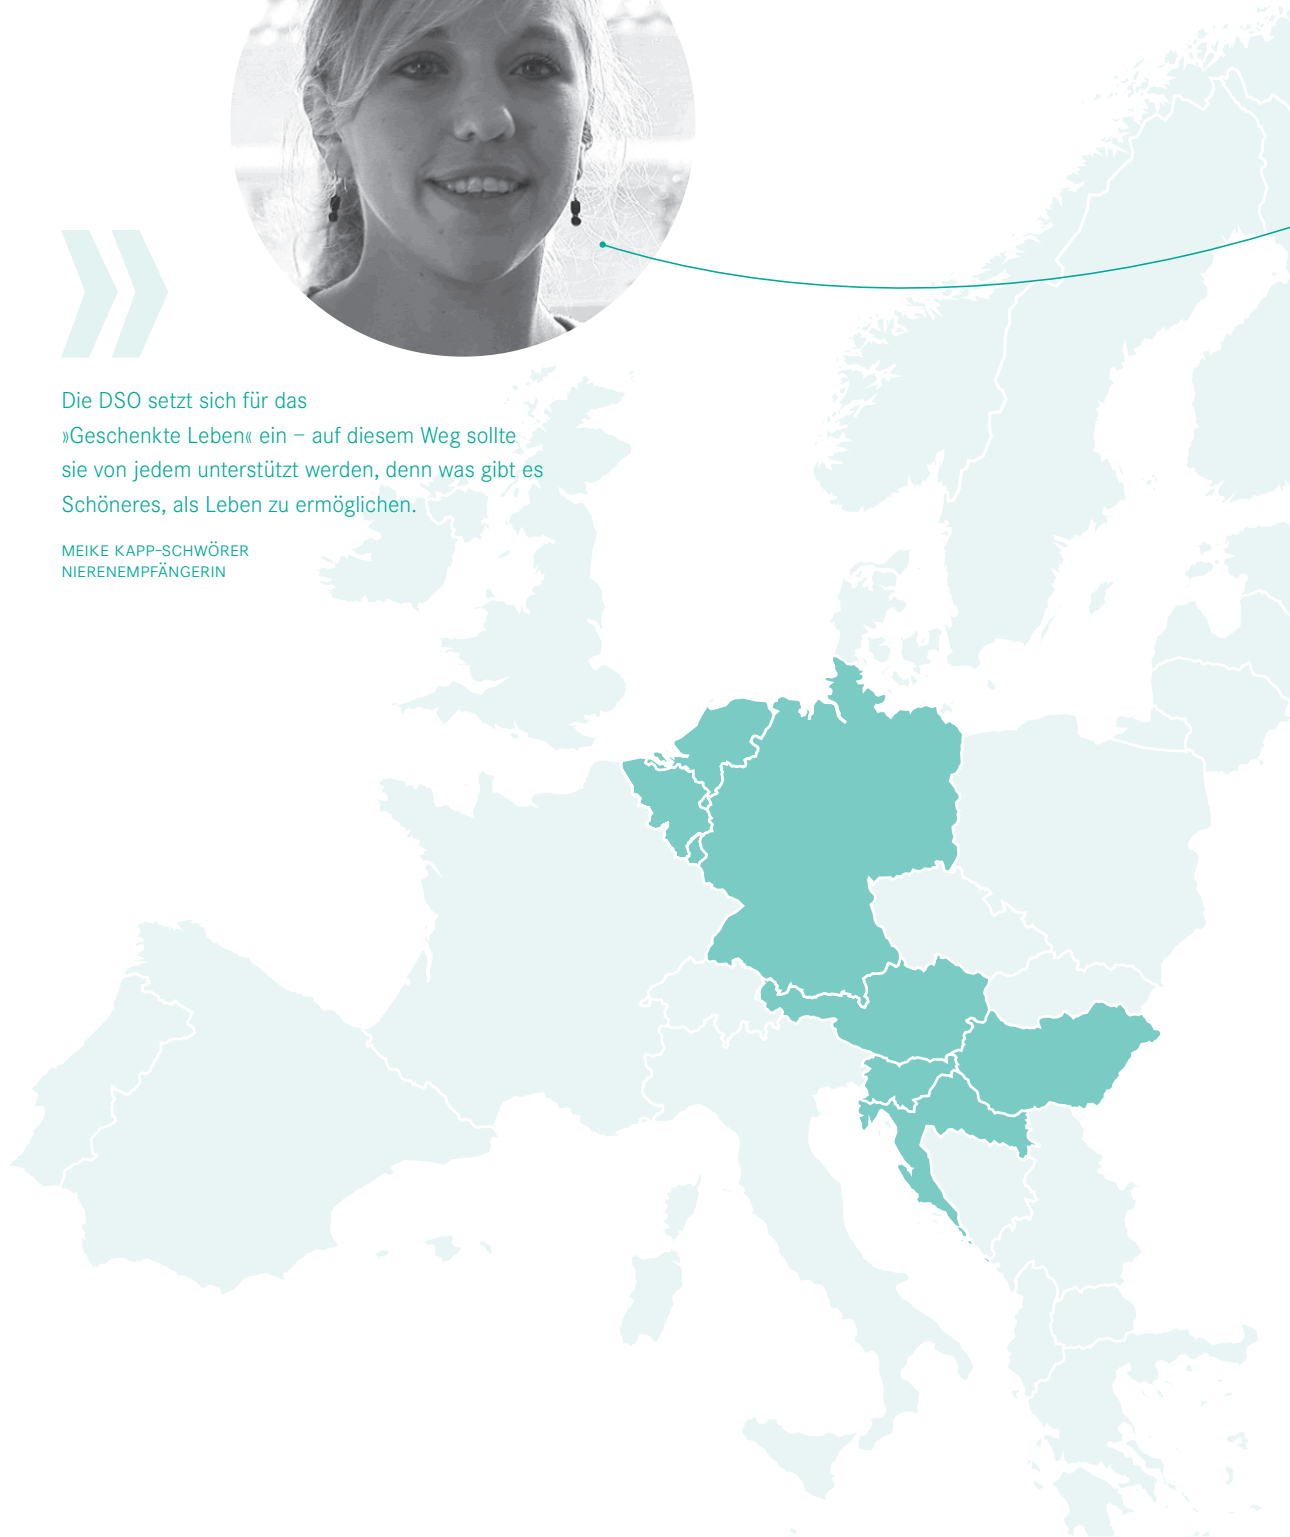 Die DSO setzt sich für das
»Geschenkte Leben« ein – auf diesem Weg sollte
sie von jedem unterstützt werden, denn was gibt es
Schöneres, als Leben zu ermöglichen.
MEIKE KAPP-SCHWÖRER
NIERENEMPFÄNGERIN